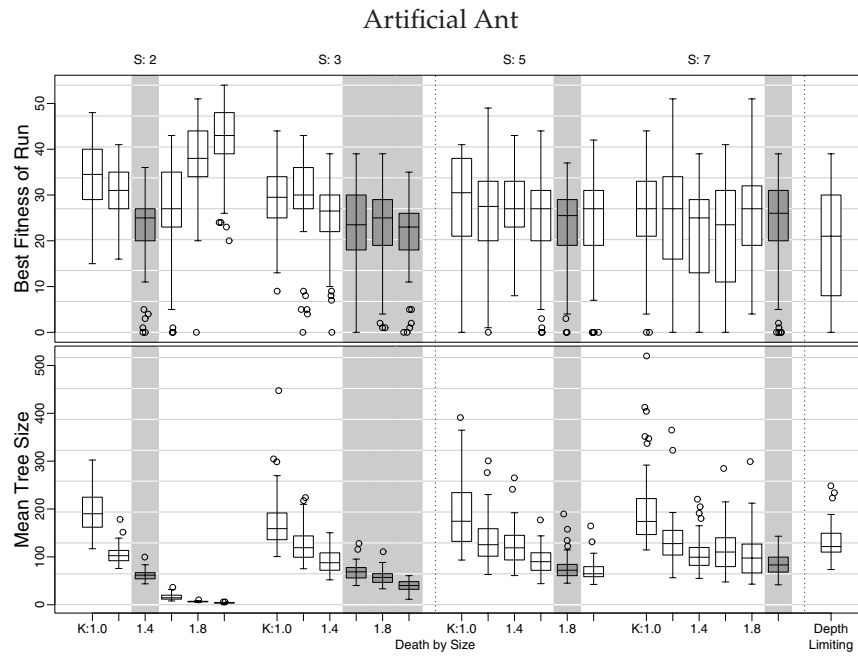 Artificial Ant
S: 2 S: 3 S: 5 S: 7
Best Fitness of Run
50
40
30
20
10
0
Mean Tree Size
500
400
300
200
100
0
K:1.0 1.4 1.8 K:1.0 1.4 1.8 K:1.0 1.4 1.8 K:1.0 1.4 1.8 Depth
Death by Size Limiting